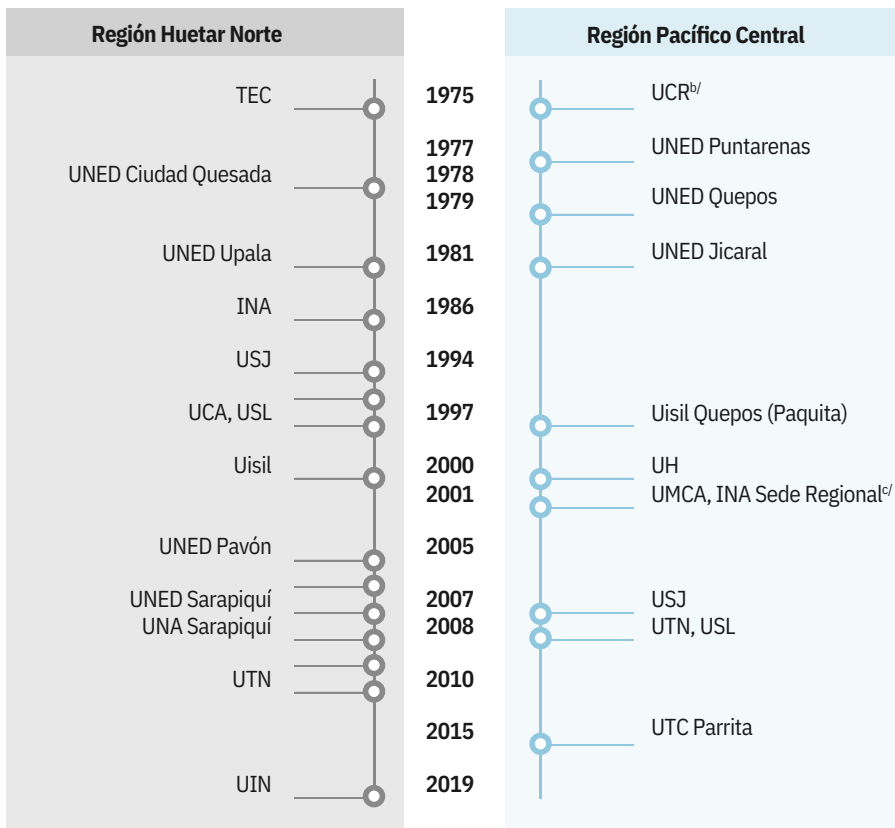 Región Huetar Norte
Región Pacífico Central
TEC 1975 UCRb/
1977 UNED Puntarenas
UNED Ciudad Quesada 1978
1979 UNED Quepos
UNED Upala 1981 UNED Jicaral
INA 1986
USJ 1994
UCA, USL 1997 Uisil Quepos (Paquita)
Uisil 2000 UH
2001 UMCA, INA Sede Regionalc/
UNED Pavón 2005
UNED Sarapiquí 2007 USJ
UNA Sarapiquí 2008 UTN, USL
UTN 2010
2015 UTC Parrita
UIN 2019